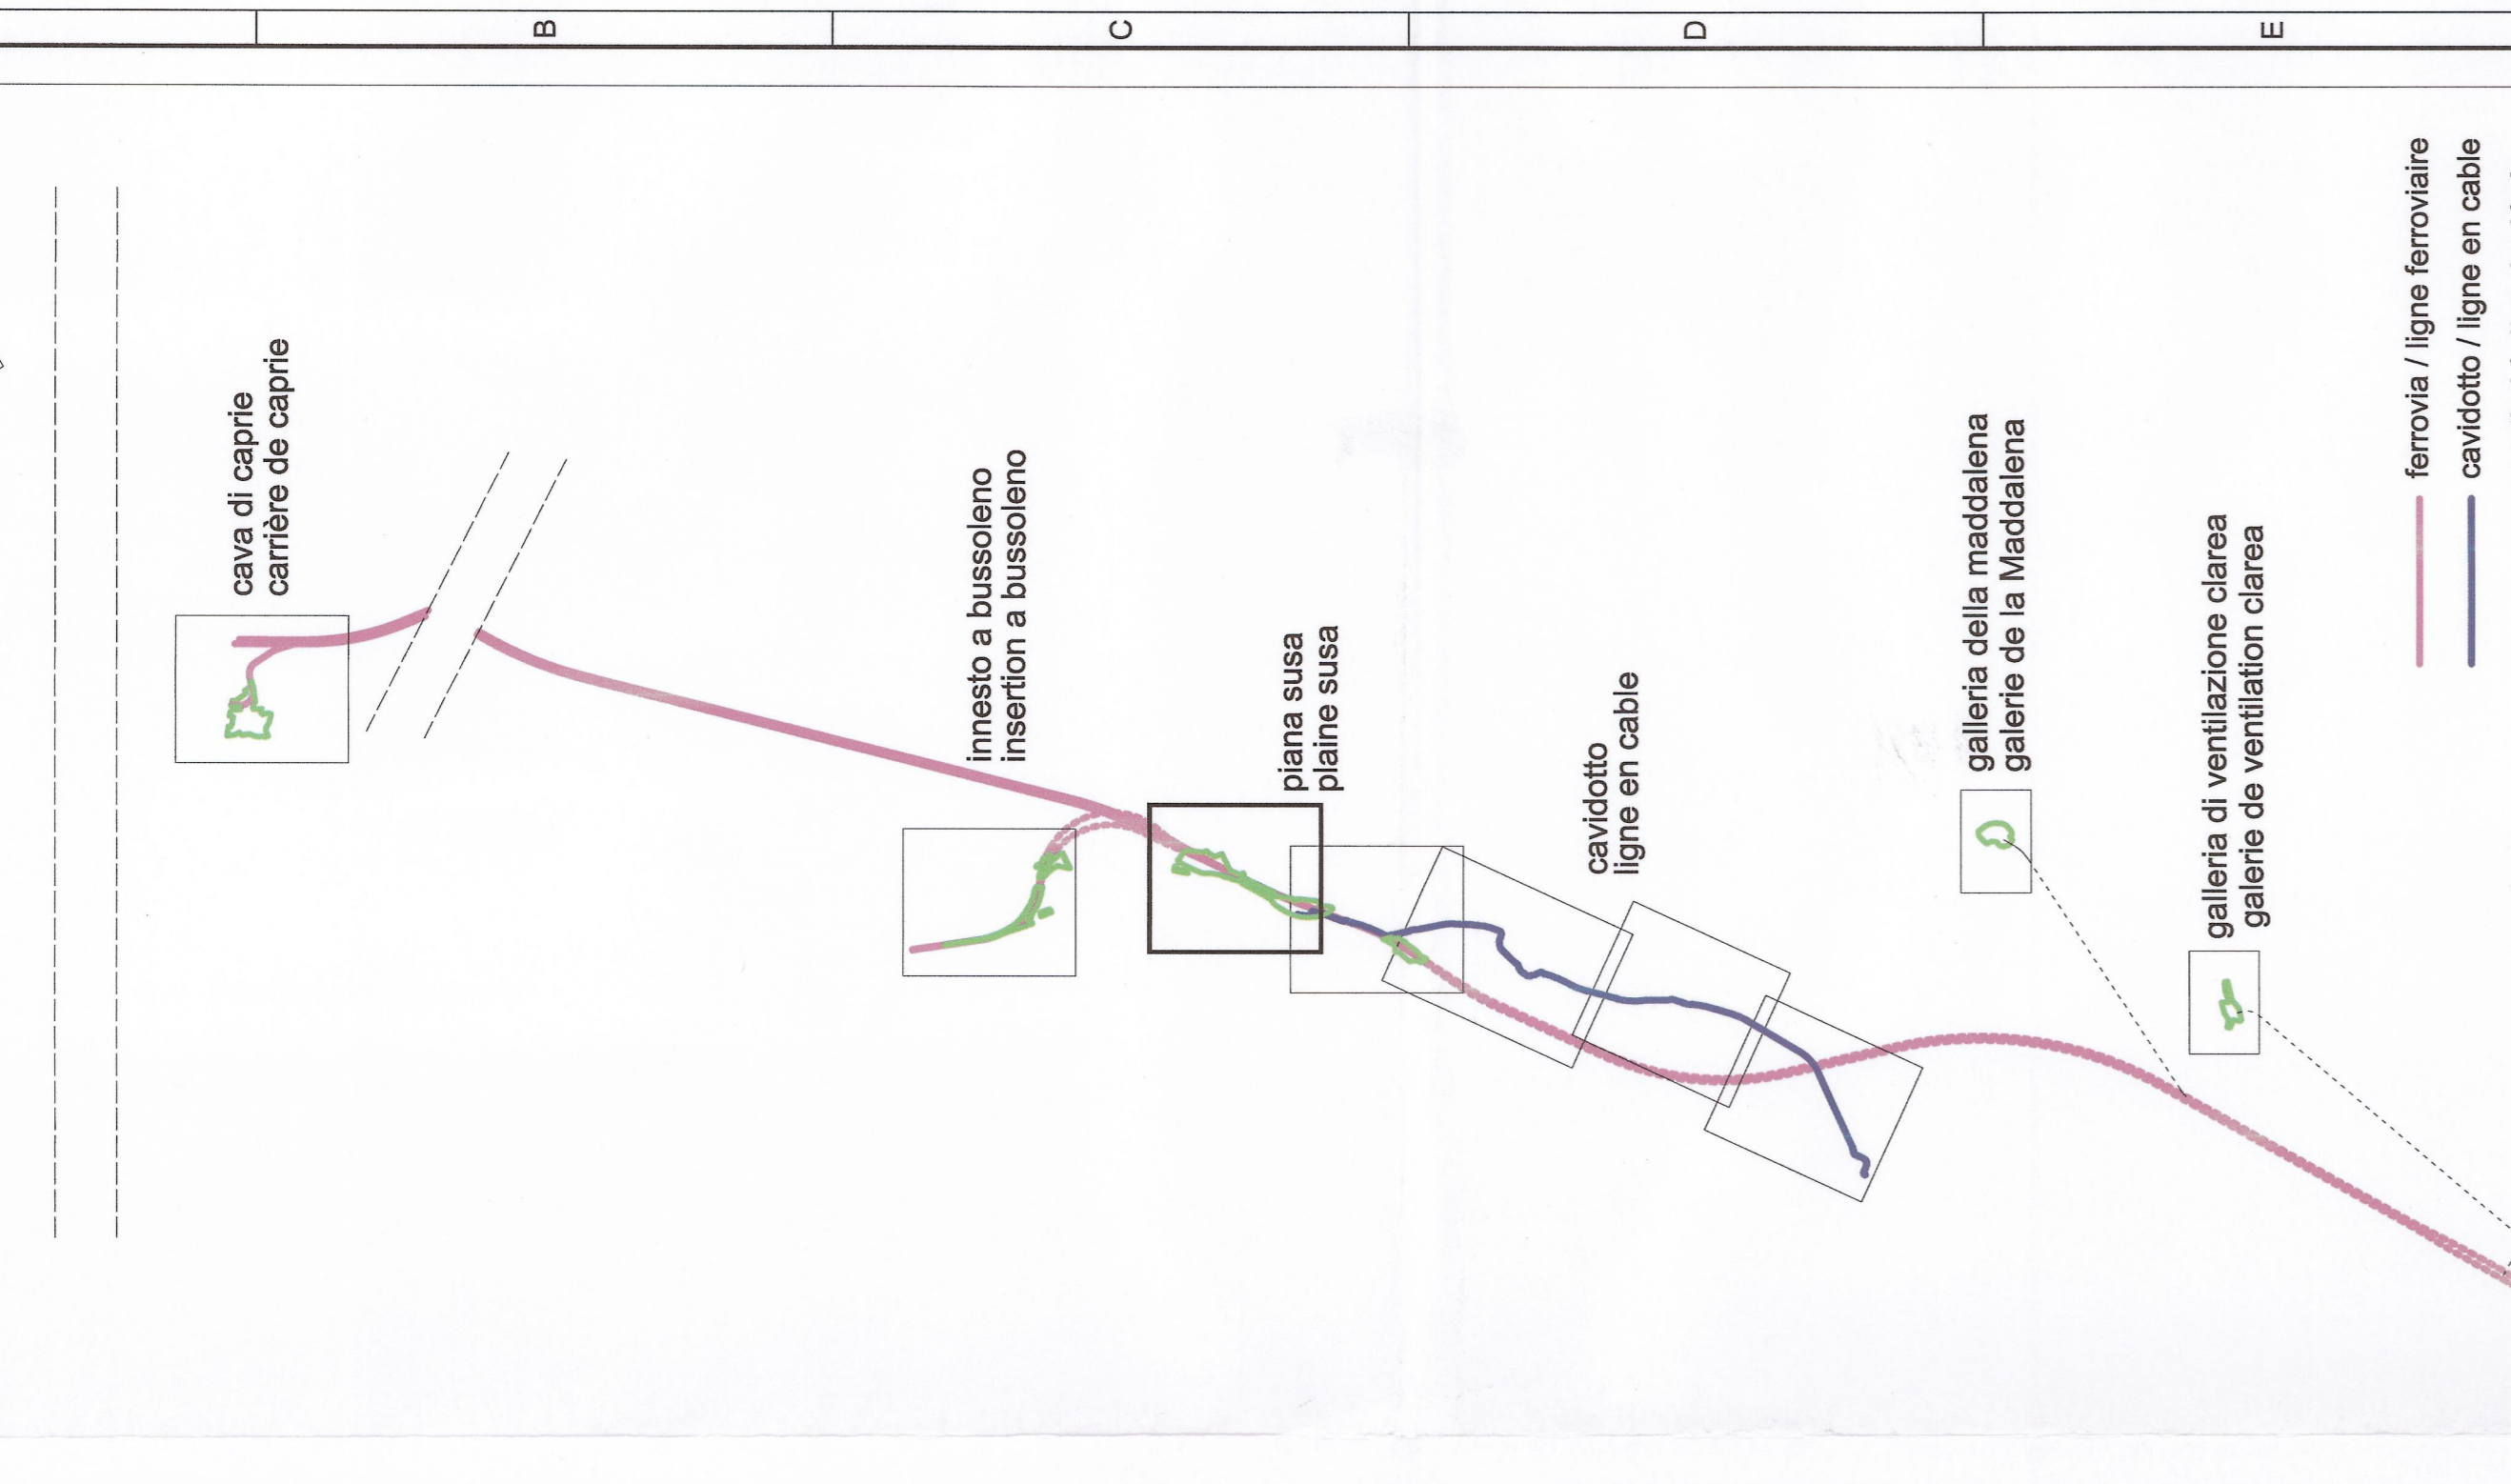 B
C
D
E
cava di caprie
carrière de caprie
innesto a bussoleno
insertion a bussoleno
piana susa
plaine susa
cavidotto
ligne en cable
galleria della maddalena
galerie de la Maddalena
galleria di ventilazione clarea
galerie de ventilation clarea
ferrovia / ligne ferroviaire
cavidotto / ligne en cable